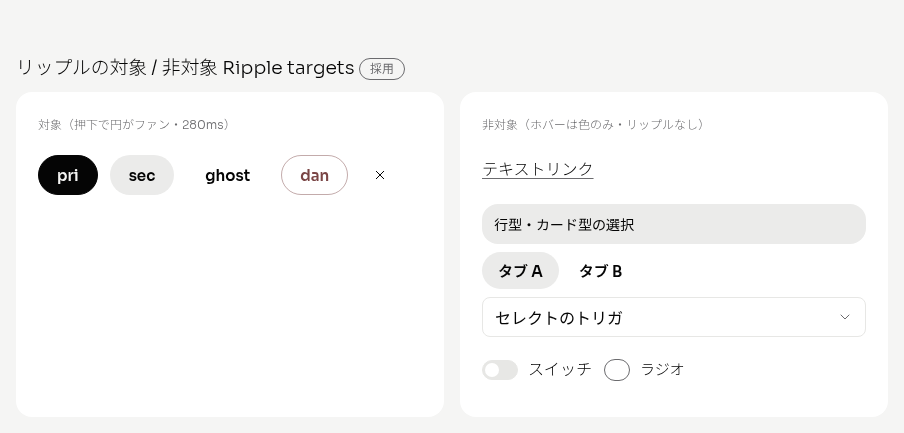 リップルの対象 / 非対象 Ripple targets 採用
対象（押下で円がファン・280ms）
pri sec ghost dan ×
非対象（ホバーは色のみ・リップルなし）
テキストリンク
行型・カード型の選択
タブ A タブ B
セレクトのトリガ
スイッチ ラジオ